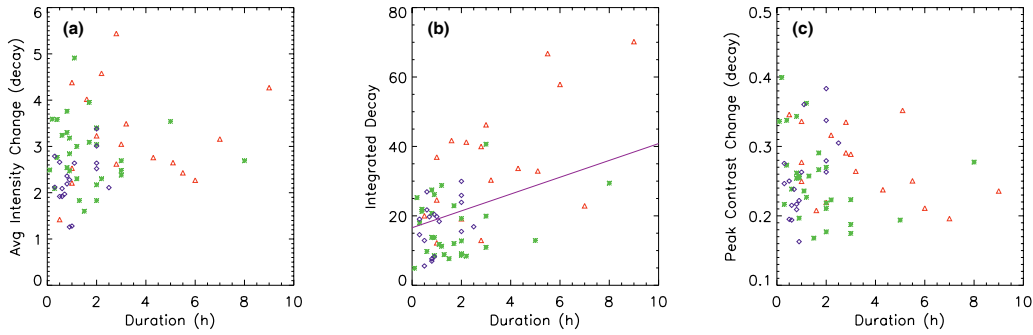 (a)
Avg Intensity Change (decay)
6
5
4
3
2
1
0
0 2 4 6 8 10
Duration (h)
(b)
Integrated Decay
80
60
40
20
0
0 2 4 6 8 10
Duration (h)
(c)
Peak Contrast Change (decay)
0.5
0.4
0.3
0.2
0.1
0 2 4 6 8 10
Duration (h)